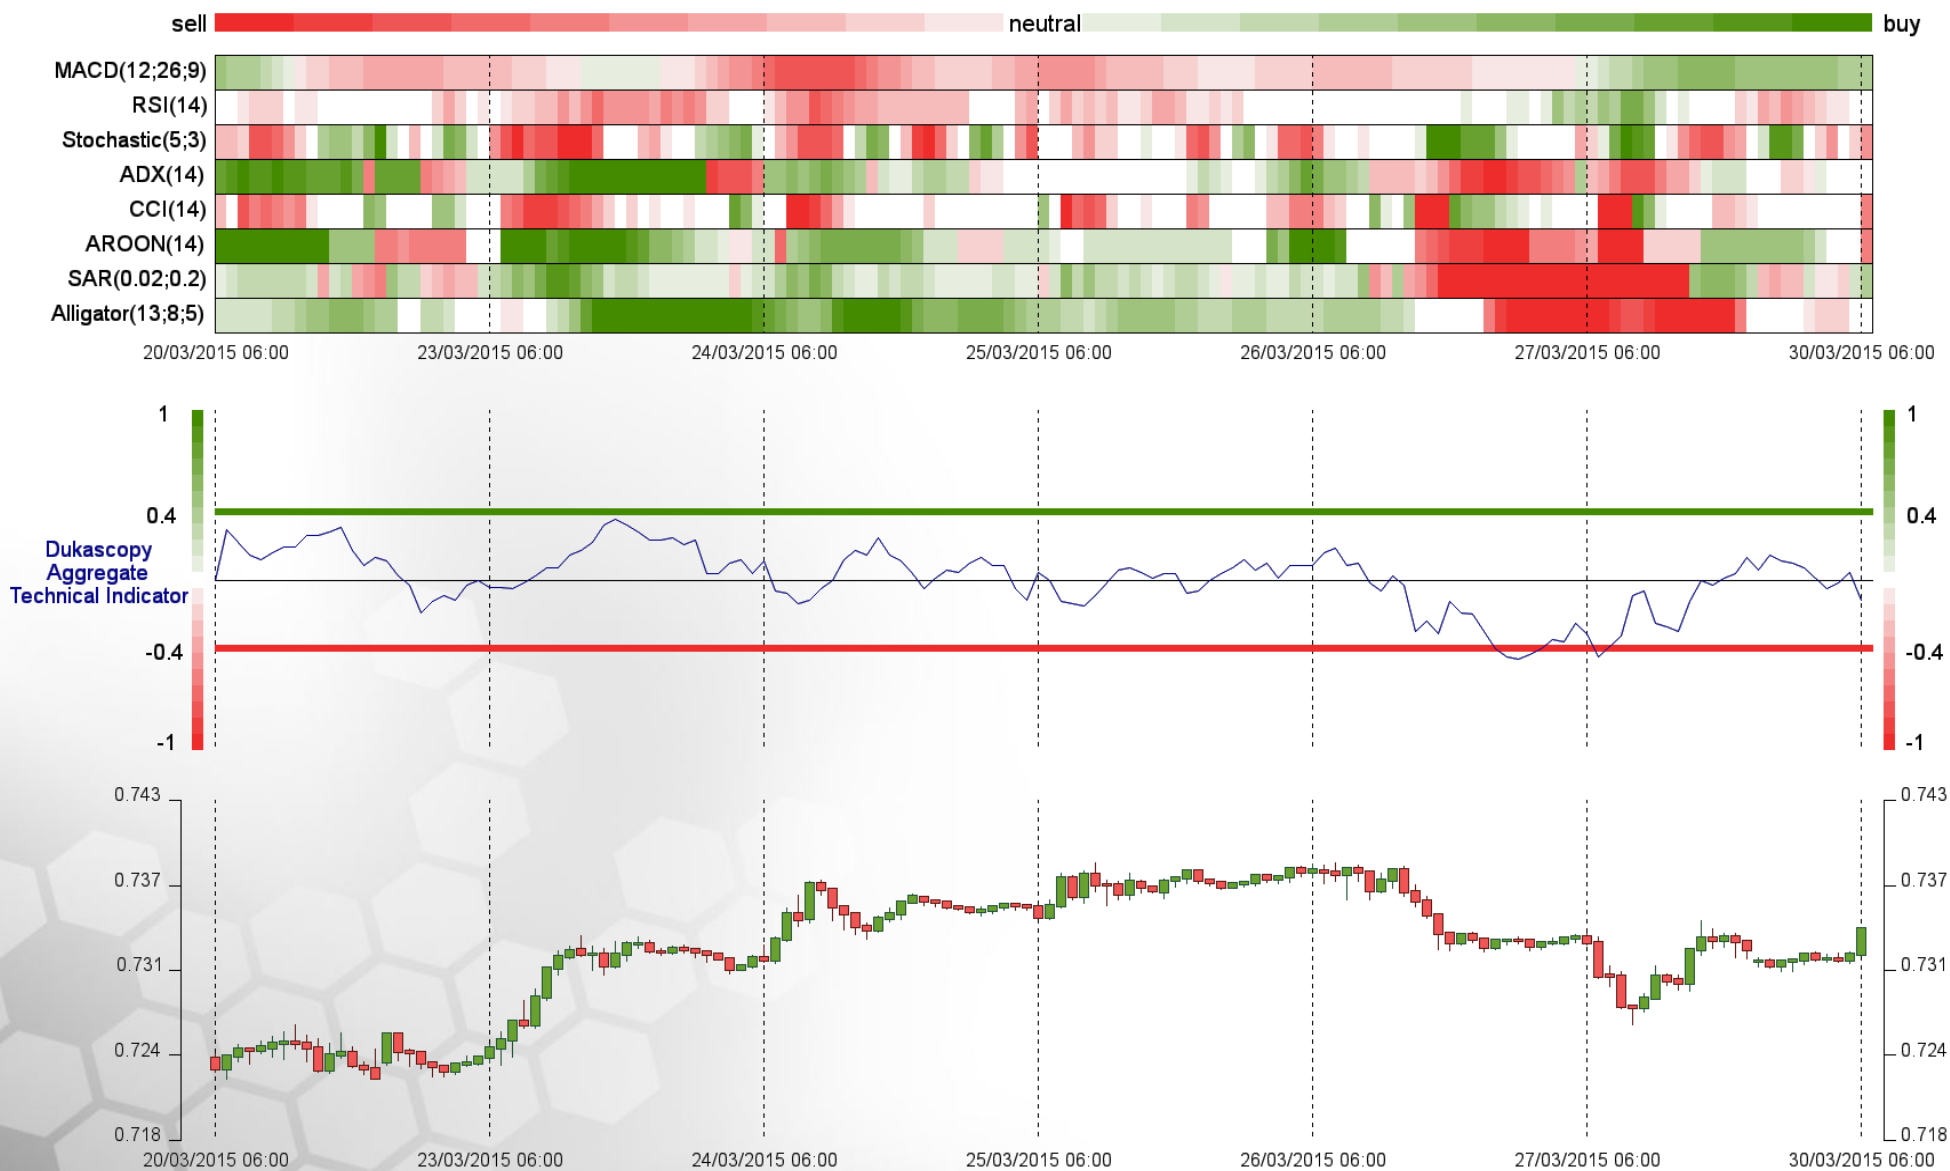 sell neutral buy
MACD(12;26;9)
RSI(14)
Stochastic(5;3)
ADX(14)
CCI(14)
AROON(14)
SAR(0.02;0.2)
Alligator(13;8;5)
20/03/2015 06:00 23/03/2015 06:00 24/03/2015 06:00 25/03/2015 06:00 26/03/2015 06:00 27/03/2015 06:00 30/03/2015 06:00
1 1
0.4 0.4
Dukascopy
Aggregate
Technical Indicator
-0.4 -0.4
-1 -1
0.743 0.743
0.737 0.737
0.731 0.731
0.724 0.724
0.718 0.718
20/03/2015 06:00 23/03/2015 06:00 24/03/2015 06:00 25/03/2015 06:00 26/03/2015 06:00 27/03/2015 06:00 30/03/2015 06:00